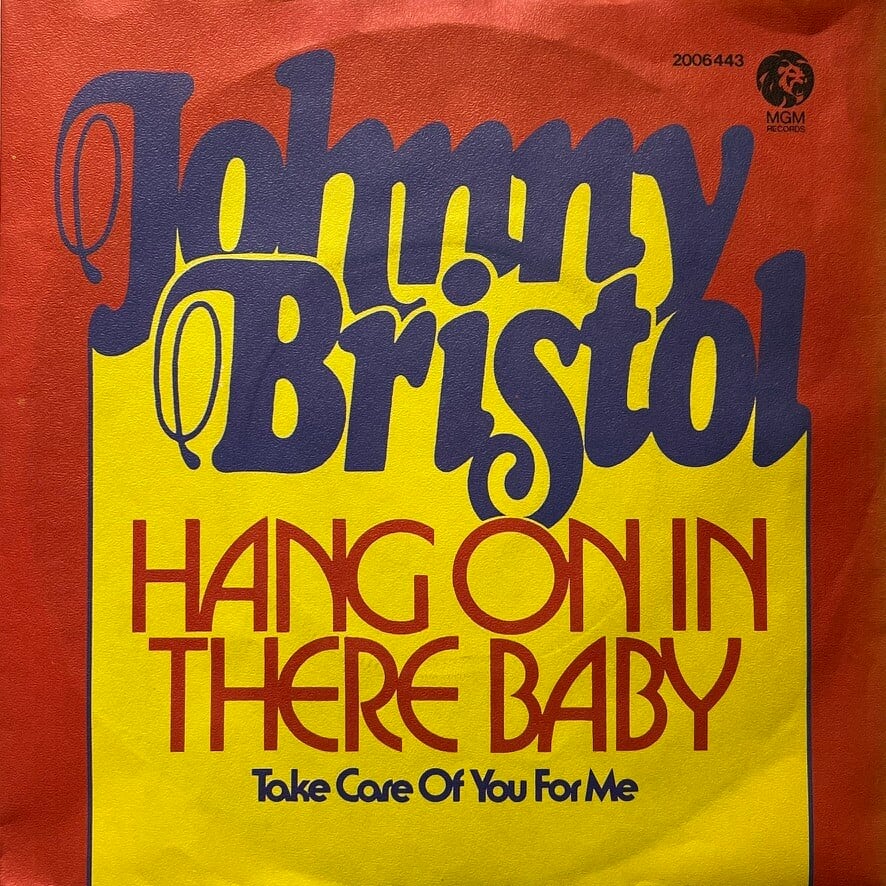 2006 443
MGM
RECORDS
Johnny
Bristol
HANG ON IN
THERE BABY
Take Care Of You For Me